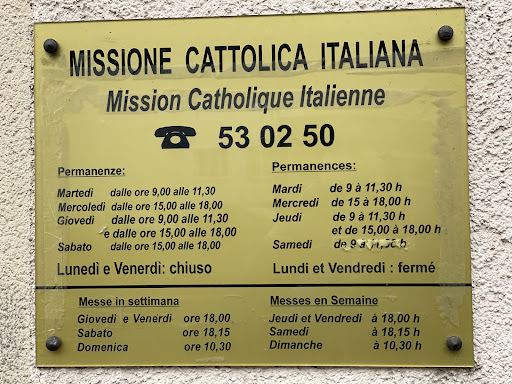 MISSIONE CATTOLICA ITALIANA
Mission Catholique Italienne
☎ 53 02 50
Permanenze:
Martedì dalle ore 9,00 alle 11,30
Mercoledì dalle ore 15,00 alle 18,00
Giovedì dalle ore 9,00 alle 11,30
e dalle ore 15,00 alle 18,00
Sabato dalle ore 15,00 alle 18,00
Lunedì e Venerdì: chiuso
Permanences:
Mardi de 9 à 11,30 h
Mercredi de 15 à 18,00 h
Jeudi de 9 à 11,30 h
et de 15,00 à 18,00 h
Samedi de 9 à h
Lundi et Vendredi : fermé
Messe in settimana
Giovedì e Venerdì ore 18,00
Sabato ore 18,15
Domenica ore 10,30
Messes en Semaine
Jeudi et Vendredi à 18,00 h
Samedi à 18,15 h
Dimanche à 10,30 h